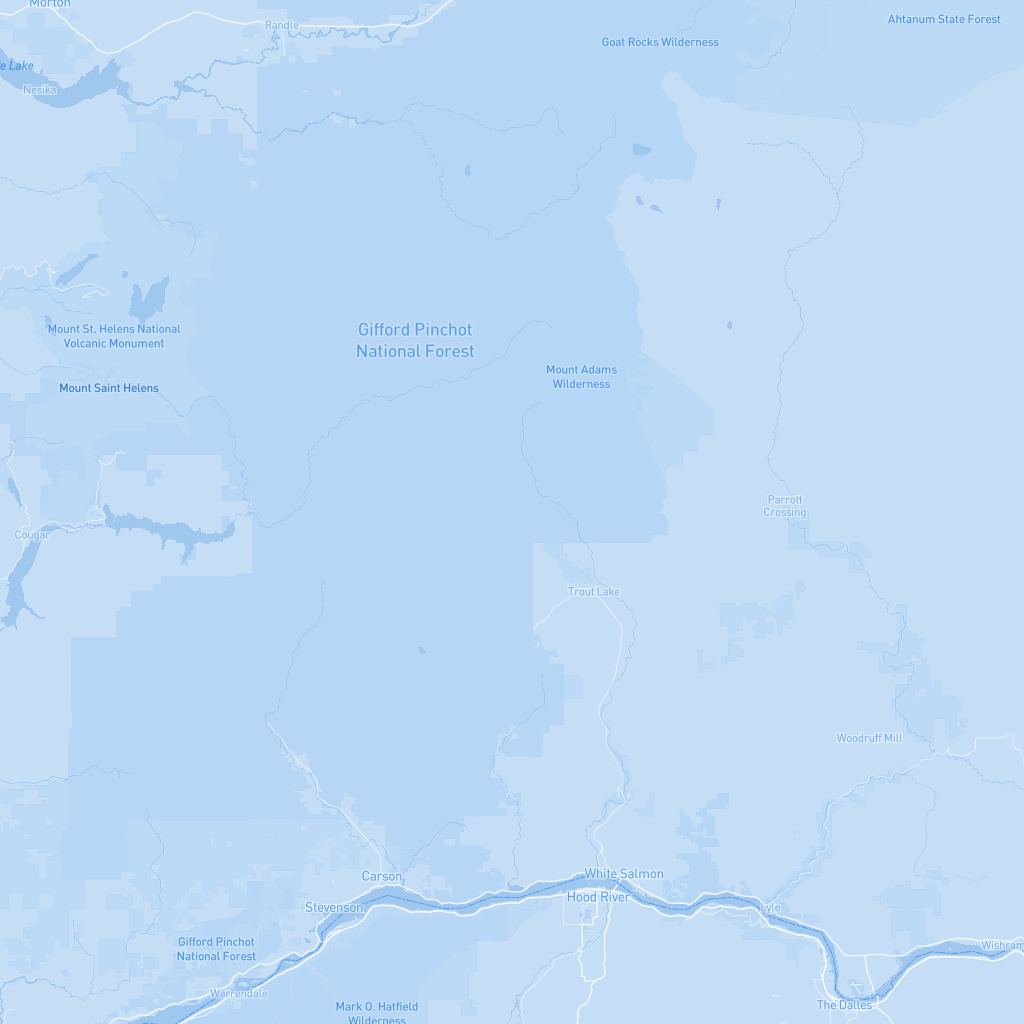 Morton
Randle
Ahtanum State Forest
Goat Rocks Wilderness
e Lake
Nesika
Mount St. Helens National
Volcanic Monument
Gifford Pinchot
National Forest
Mount Adams
Wilderness
Mount Saint Helens
Parrott
Crossing
Cougar
Trout Lake
Woodruff Mill
Carson
White Salmon
Hood River
Stevenson
Lyle
Gifford Pinchot
National Forest
Wishram
Warrendale
Mark O. Hatfield
Wilderness
The Dalles